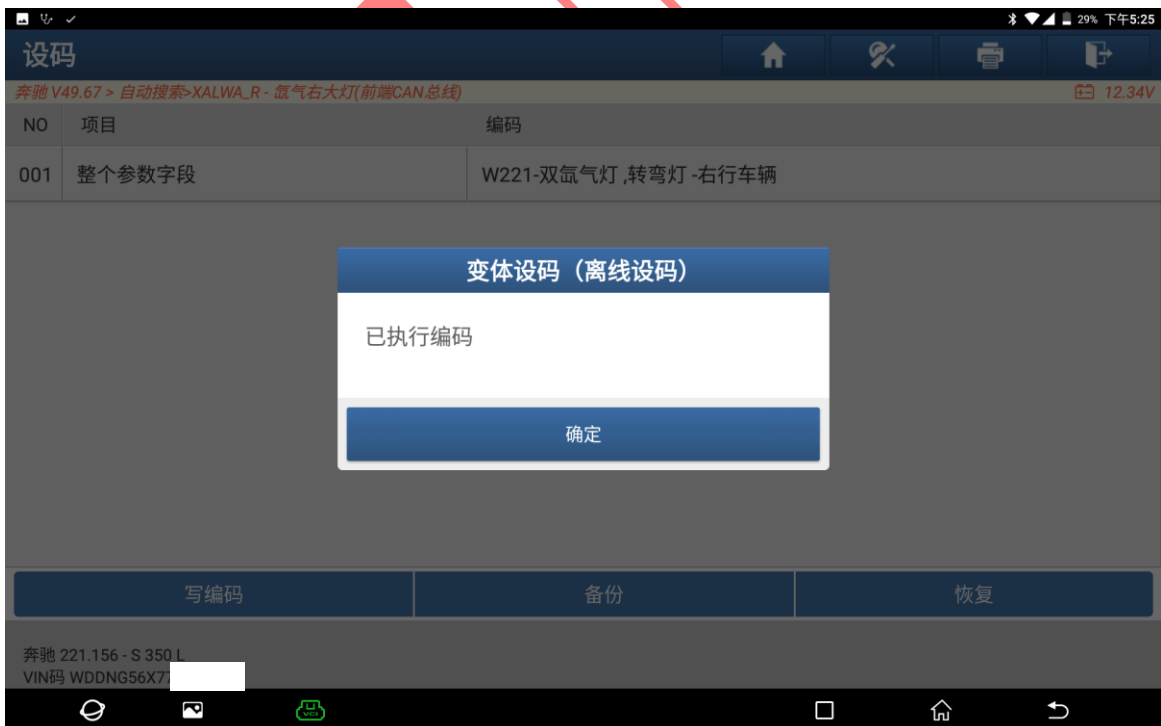 29% 下午5:25
设码
奔驰 V49.67 > 自动搜索>XALWA_R - 氙气右大灯(前端CAN总线) 12.34V
NO 项目 编码
001 整个参数字段 W221-双氙气灯 ,转弯灯 -右行车辆
变体设码（离线设码）
已执行编码
确定
写编码 备份 恢复
奔驰 221.156 - S 350 L
VIN码 WDDNG56X77
VCI